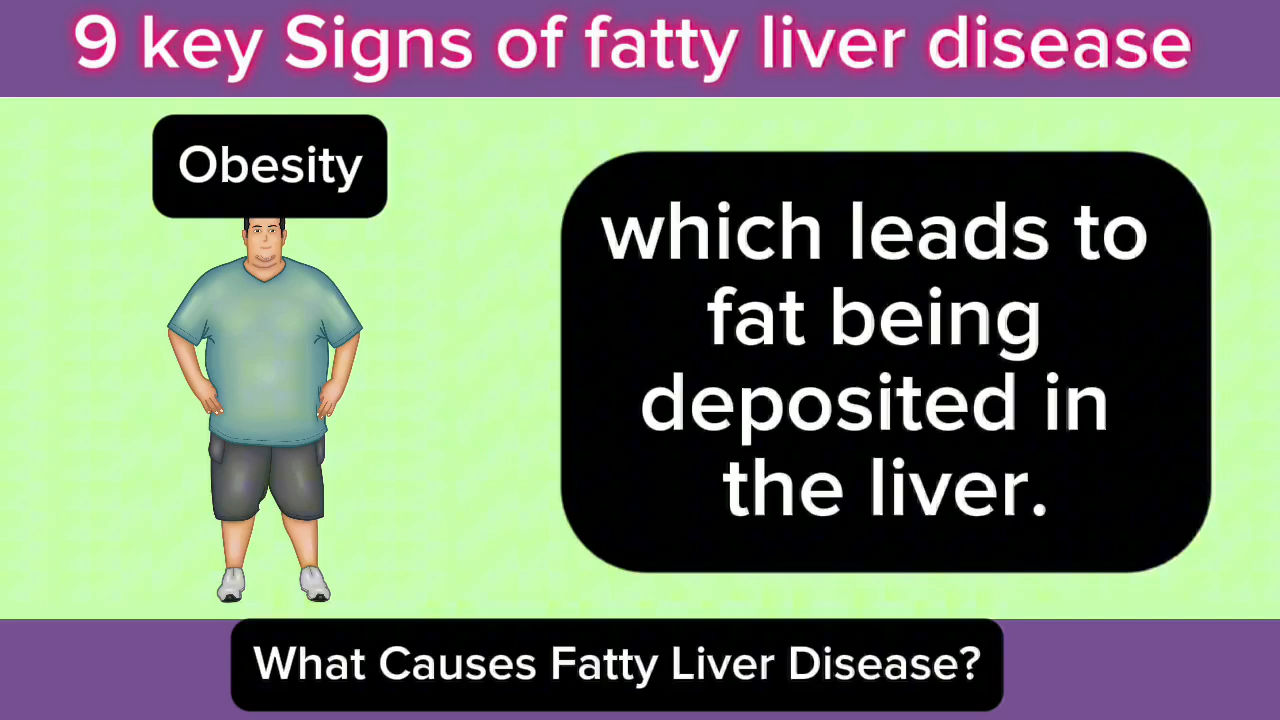 9 key Signs of fatty liver disease
Obesity
which leads to
fat being
deposited in
the liver.
What Causes Fatty Liver Disease?